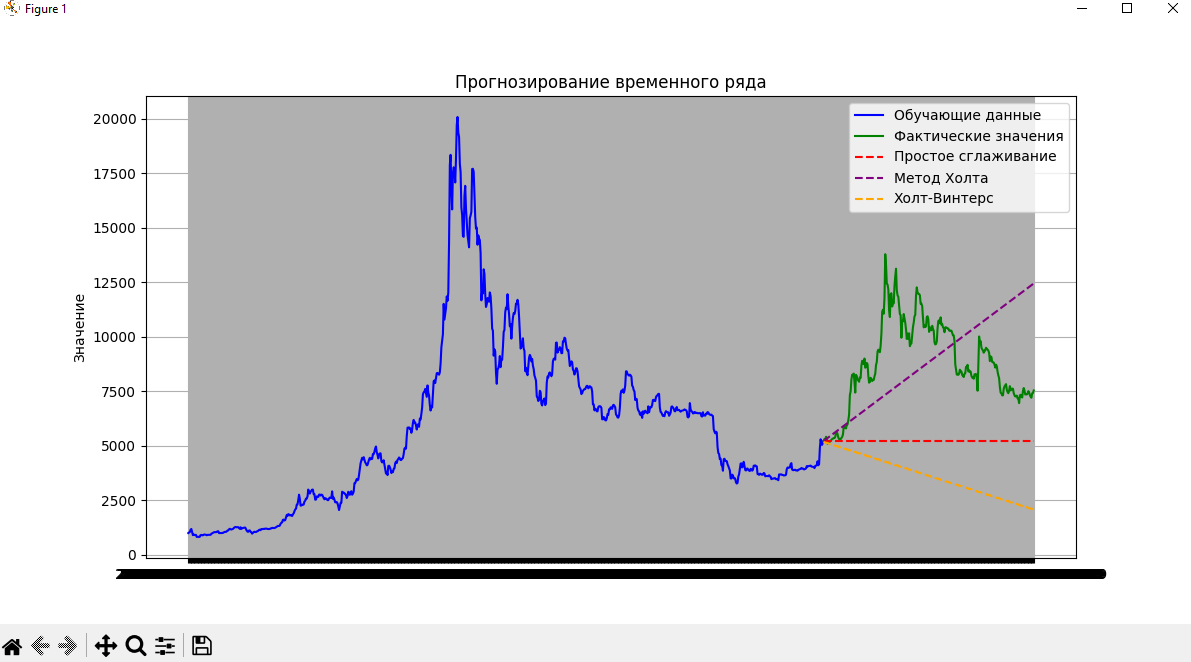 Figure 1
Прогнозирование временного ряда
20000
17500
15000
12500
10000
7500
5000
2500
0
Значение
Обучающие данные
Фактические значения
Простое сглаживание
Метод Холта
Холт-Винтерс